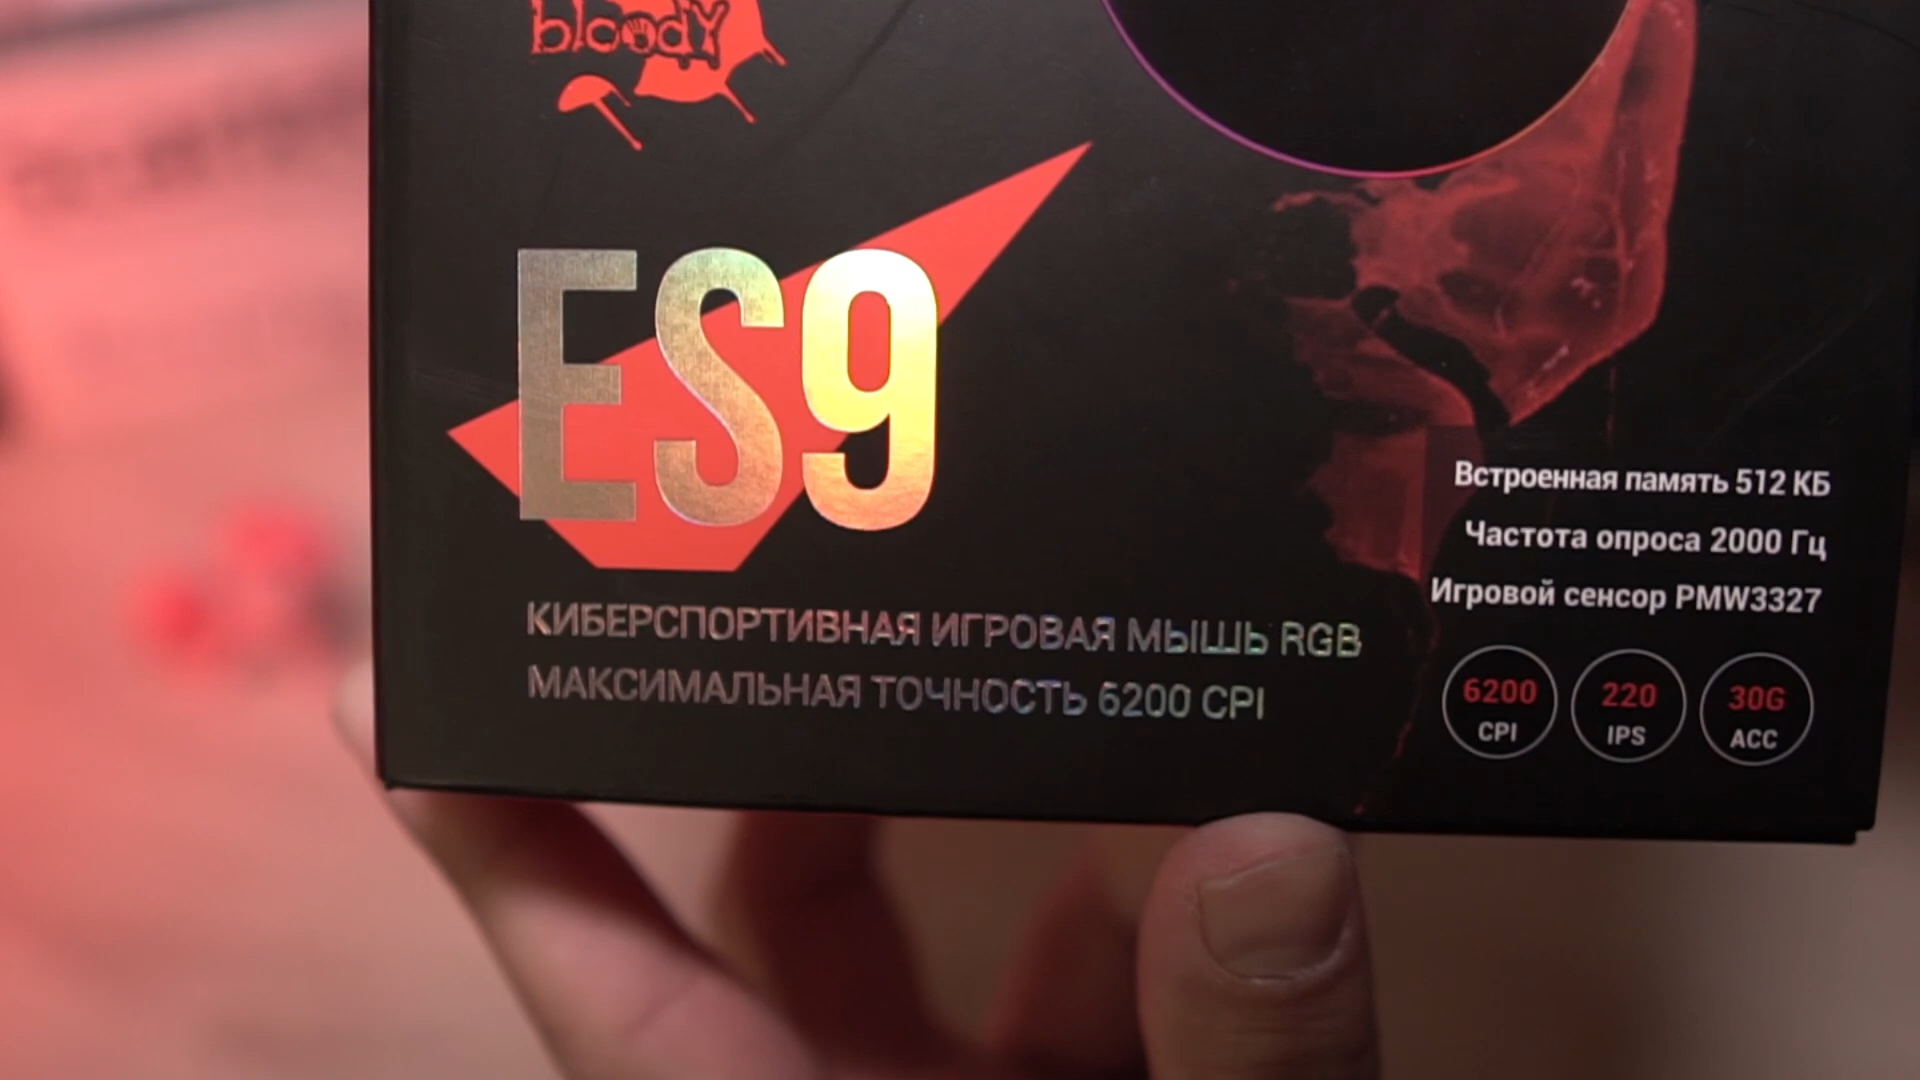 bloody
ES9
КИБЕРСПОРТИВНАЯ ИГРОВАЯ МЫШЬ RGB
МАКСИМАЛЬНАЯ ТОЧНОСТЬ 6200 CPI
Встроенная память 512 КБ
Частота опроса 2000 Гц
Игровой сенсор PMW3327
6200
CPI
220
IPS
30G
ACC